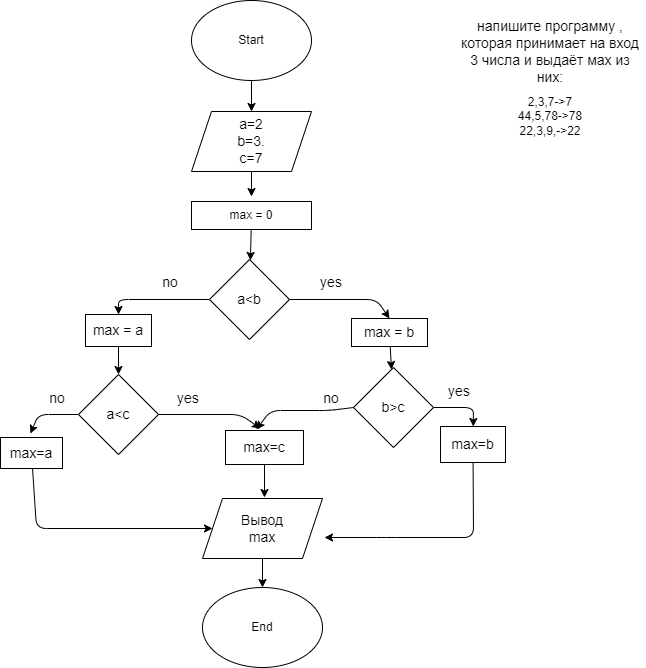 Start
напишите программу ,
которая принимает на вход
3 числа и выдаёт мах из
них:
2,3,7->7
44,5,78->78
22,3,9,->22
a=2
b=3.
c=7
max = 0
a<b
no
yes
max = a
max = b
a<c
no
yes
b>c
no
yes
max=a
max=c
max=b
Вывод
max
End